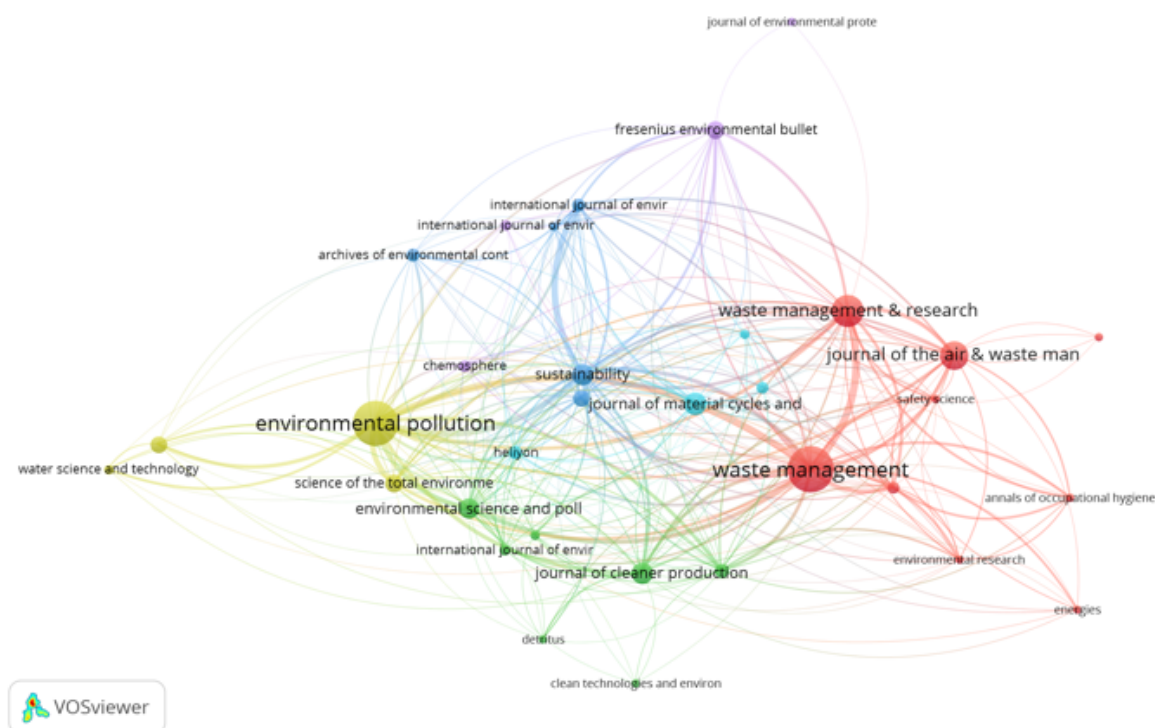 journal of environmental prote
fresenius environmental bullet
international journal of envir
international journal of envir
archives of environmental cont
waste management & research
journal of the air & waste man
chemosphere
sustainability
safety science
journal of material cycles and
environmental pollution
heliyon
water science and technology
waste management
science of the total environme
annals of occupational hygiene
environmental science and poll
international journal of envir
environmental research
journal of cleaner production
energies
detritus
clean technologies and environ
VOSviewer